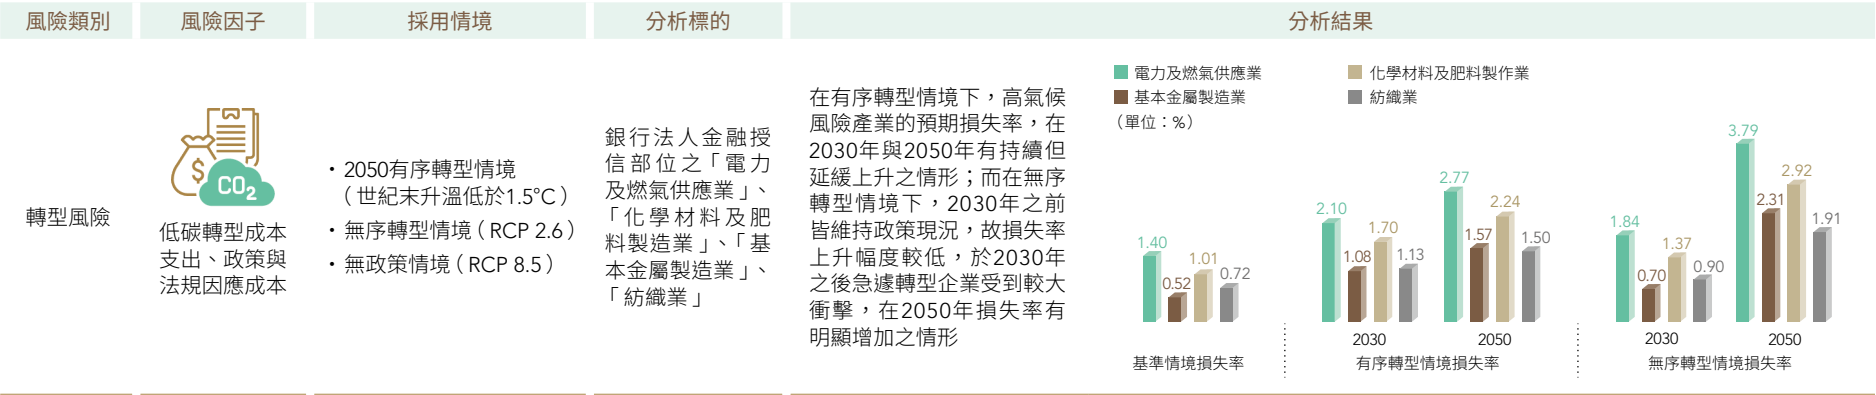 風險類別
風險因子
採用情境
分析標的
分析結果
轉型風險
$
CO₂
低碳轉型成本
支出、政策與
法規因應成本
・2050有序轉型情境
（世紀末升溫低於1.5°C）
・無序轉型情境（RCP 2.6）
・無政策情境（RCP 8.5）
銀行法人金融授
信部位之「電力
及燃氣供應業」、
「化學材料及肥
料製造業」、「基
本金屬製造業」、
「紡織業」
在有序轉型情境下，高氣候
風險產業的預期損失率，在
2030年與2050年有持續但
延緩上升之情形；而在無序
轉型情境下，2030年之前
皆維持政策現況，故損失率
上升幅度較低，於2030年
之後急遽轉型企業受到較大
衝擊，在2050年損失率有
明顯增加之情形
電力及燃氣供應業
化學材料及肥料製作業
基本金屬製造業
紡織業
（單位：%）
1.40
0.52
1.01
0.72
基準情境損失率
2.10
1.08
1.70
1.13
2030
2.77
1.57
2.24
1.50
2050
有序轉型情境損失率
1.84
0.70
1.37
0.90
2030
3.79
2.31
2.92
1.91
2050
無序轉型情境損失率